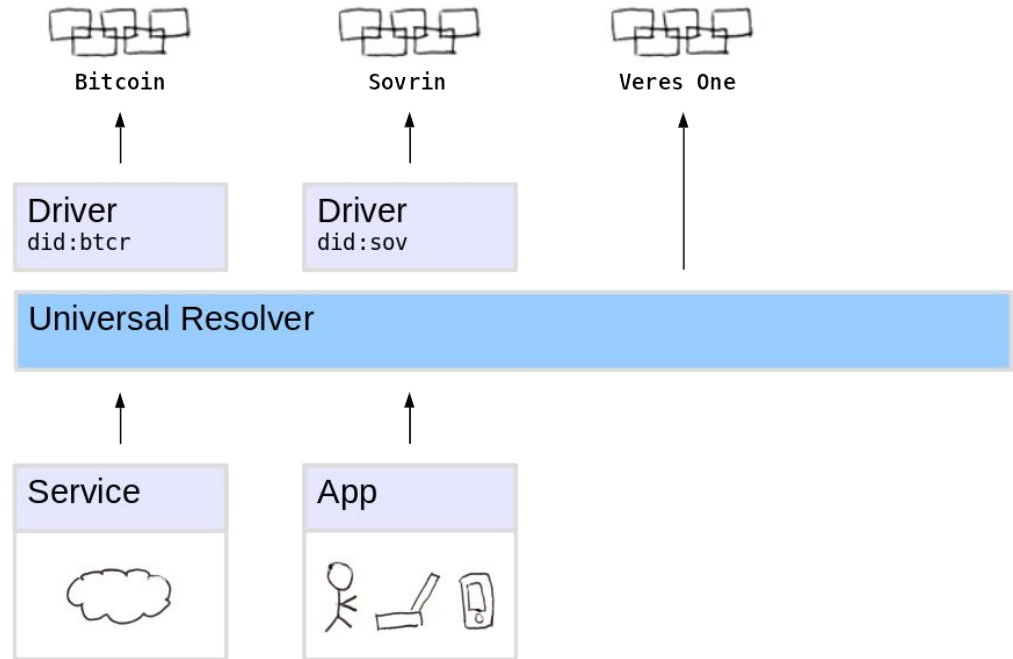 Bitcoin
Sovrin
Veres One
Driver
did:btcr
Driver
did:sov
Universal Resolver
Service
App